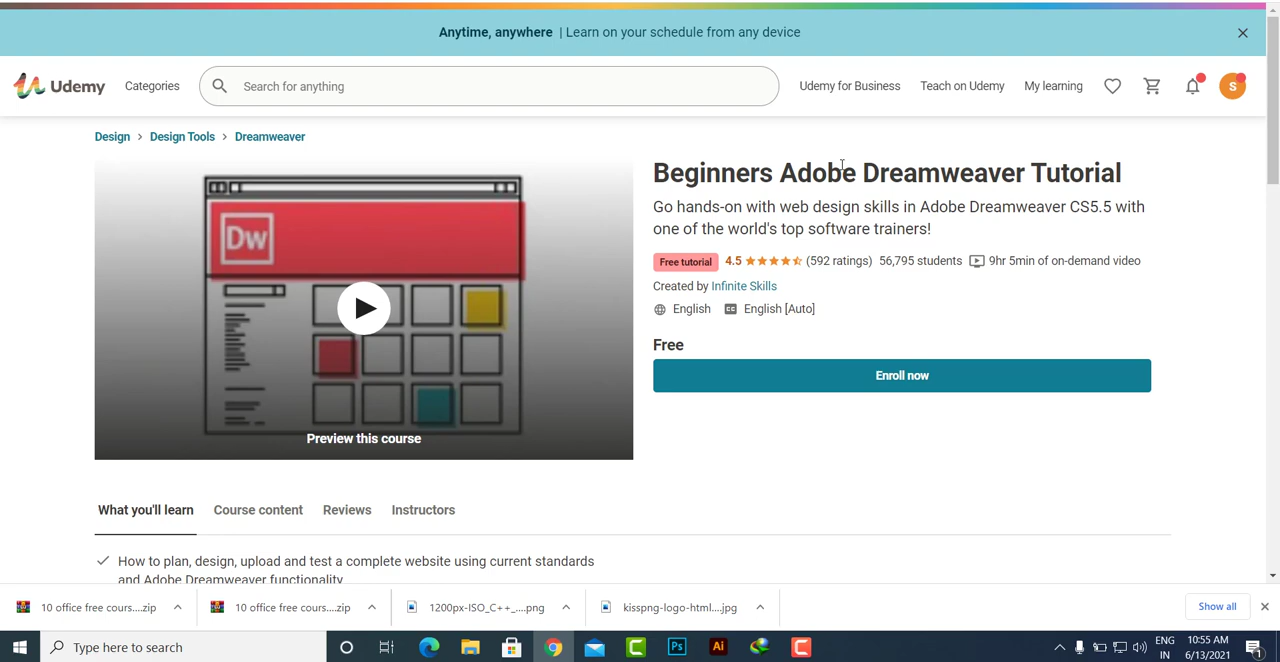 Anytime, anywhere | Learn on your schedule from any device
Udemy Categories Search for anything Udemy for Business Teach on Udemy My learning S
Design > Design Tools > Dreamweaver
Dw
Preview this course
Beginners Adobe Dreamweaver Tutorial
Go hands-on with web design skills in Adobe Dreamweaver CS5.5 with
one of the world's top software trainers!
Free tutorial 4.5 (592 ratings) 56,795 students 9hr 5min of on-demand video
Created by Infinite Skills
English CC English [Auto]
Free
Enroll now
What you'll learn Course content Reviews Instructors
How to plan, design, upload and test a complete website using current standards
and Adobe Dreamweaver functionality
10 office free cours....zip 10 office free cours....zip 1200px-ISO_C++_....png kisspng-logo-html....jpg Show all
Type here to search Ps Ai ENG IN 10:55 AM 6/13/2021 1